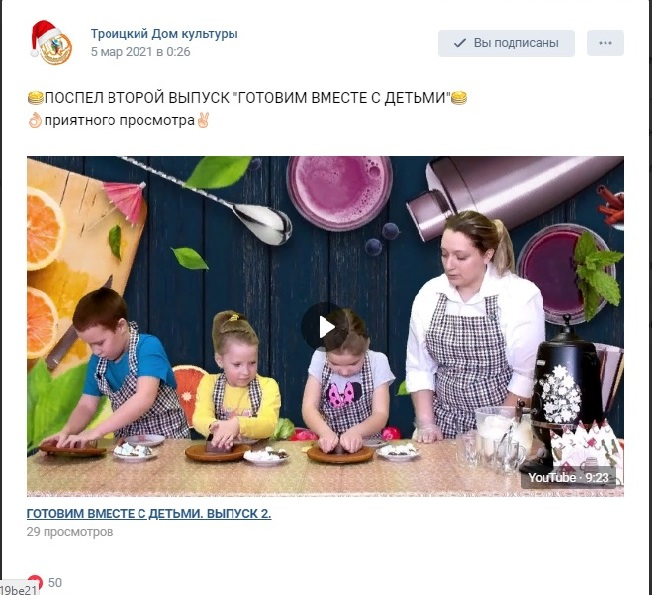 Троицкий Дом культуры
5 мар 2021 в 0:26
Вы подписаны
ПОСПЕЛ ВТОРОЙ ВЫПУСК "ГОТОВИМ ВМЕСТЕ С ДЕТЬМИ"
приятного просмотра
YouTube · 9:23
ГОТОВИМ ВМЕСТЕ С ДЕТЬМИ. ВЫПУСК 2.
29 просмотров
50
19be21